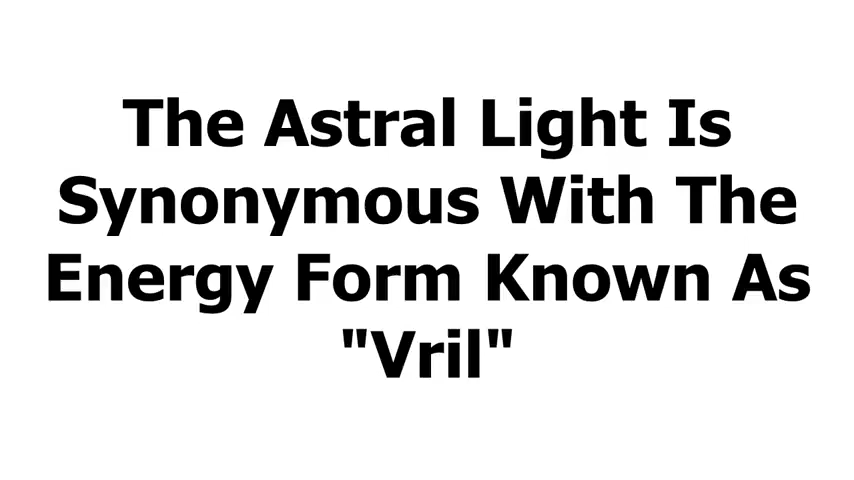 The Astral Light Is
Synonymous With The
Energy Form Known As
"Vril"